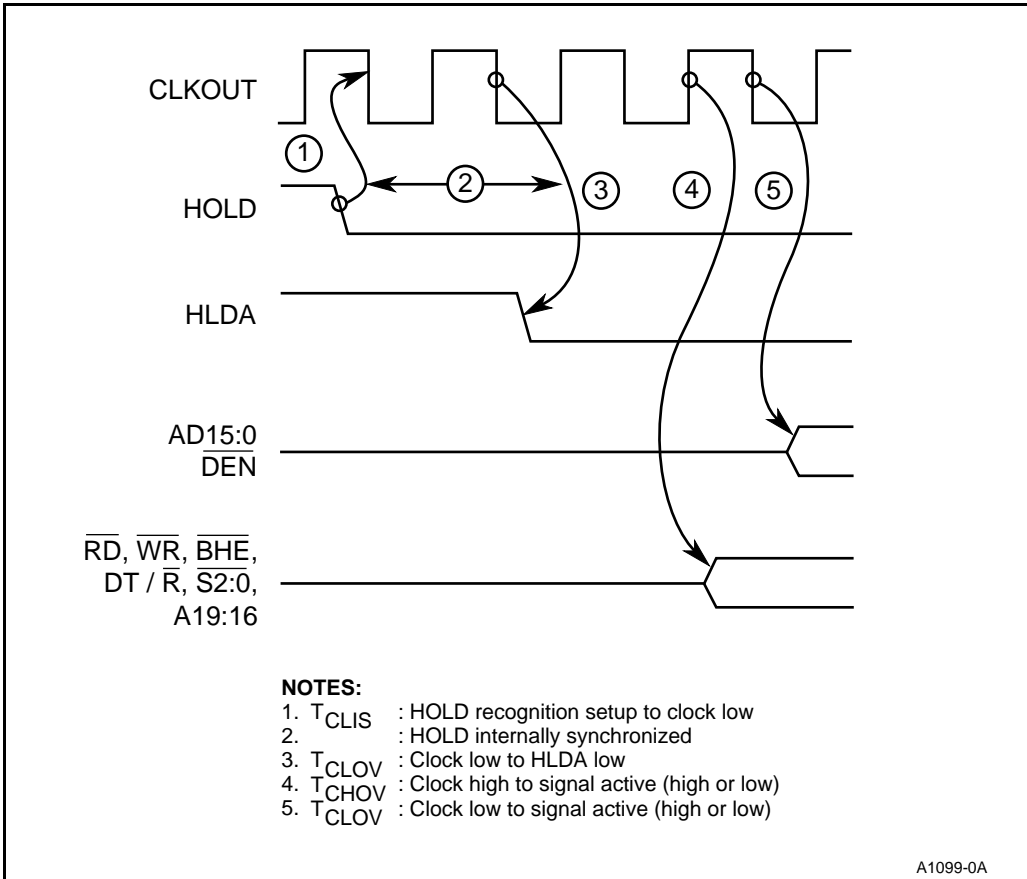 CLKOUT
1
2
3
4
5
HOLD
HLDA
AD15:0
DEN
RD, WR, BHE,
DT / R, S2:0,
A19:16
NOTES:
1. TCLIS : HOLD recognition setup to clock low
2. : HOLD internally synchronized
3. TCLOV : Clock low to HLDA low
4. TCHOV : Clock high to signal active (high or low)
5. TCLOV : Clock low to signal active (high or low)
A1099-0A